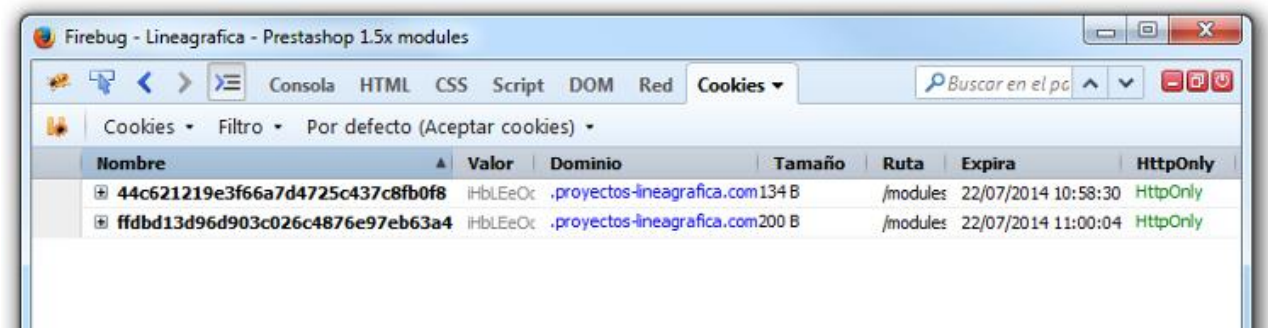 Firebug - Lineagrafica - Prestashop 1.5x modules
Consola HTML CSS Script DOM Red Cookies
Buscar en el
Cookies Filtro Por defecto (Aceptar cookies)
Nombre Valor Dominio Tamaño Ruta Expira HttpOnly
44c621219e3f66a7d4725c437c8fb0f8 iHbLEeOc .proyectos-lineagrafica.com 134 B /modules 22/07/2014 10:58:30 HttpOnly
ffdbd13d96d903c026c4876e97eb63a4 iHbLEeOc .proyectos-lineagrafica.com 200 B /modules 22/07/2014 11:00:04 HttpOnly